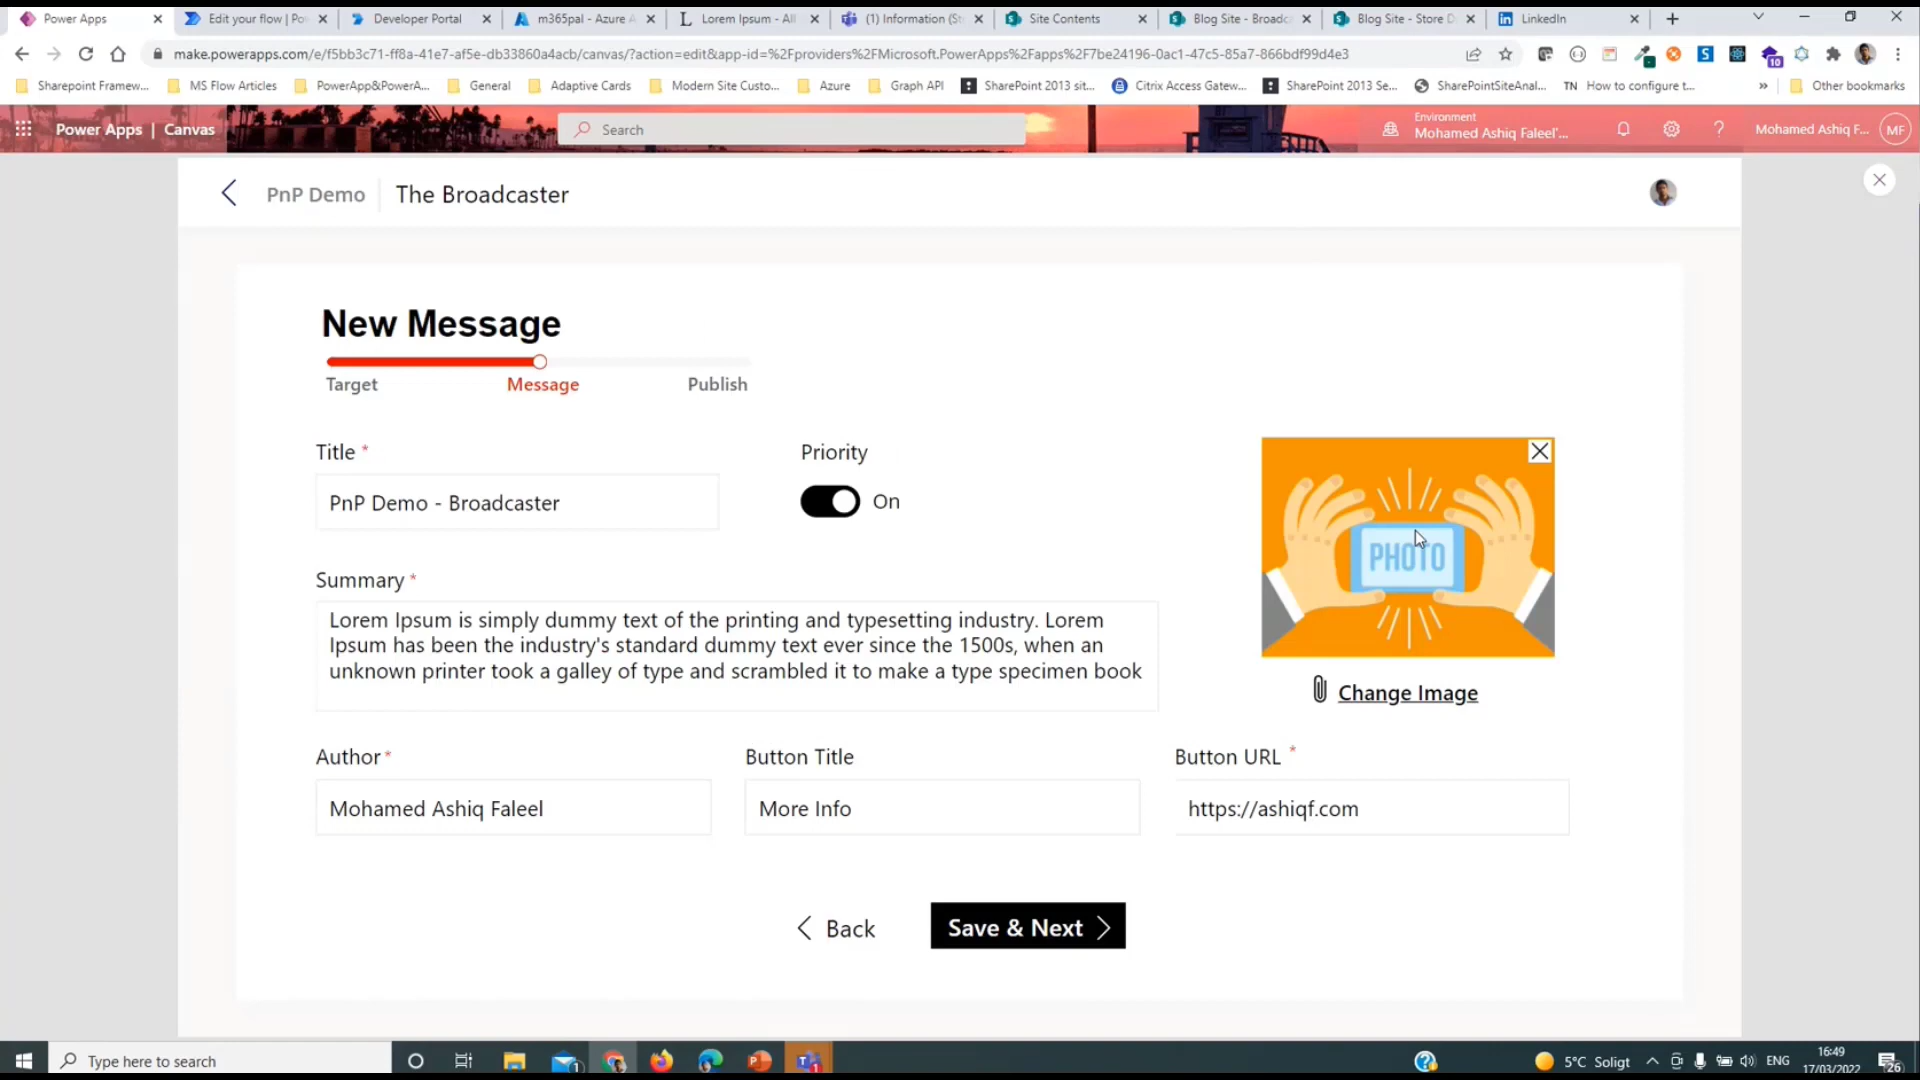 Power Apps
Edit your flow | Po
Developer Portal
m365pal - Azure A
Lorem Ipsum - All
(1) Information (St
Site Contents
Blog Site - Broadc
Blog Site - Store D
LinkedIn
make.powerapps.com/e/f5bb3c71-ff8a-41e7-af5e-db33860a4acb/canvas/?action=edit&app-id=%2Fproviders%2FMicrosoft.PowerApps%2Fapps%2F7be24196-0ac1-47c5-85a7-866bdf99d4e3
10
Sharepoint Framew...
MS Flow Articles
PowerApp&PowerA...
General
Adaptive Cards
Modern Site Custo...
Azure
Graph API
SharePoint 2013 sit...
Citrix Access Gatew...
SharePoint 2013 Se...
SharePointSiteAnal...
TN How to configure t...
Other bookmarks
Power Apps | Canvas
Search
Environment
Mohamed Ashiq Faleel'...
?
Mohamed Ashiq F...
MF
PnP Demo
The Broadcaster
New Message
Target
Message
Publish
Title *
Priority
PnP Demo - Broadcaster
On
PHOTO
Summary *
Lorem Ipsum is simply dummy text of the printing and typesetting industry. Lorem
Ipsum has been the industry's standard dummy text ever since the 1500s, when an
unknown printer took a galley of type and scrambled it to make a type specimen book
Change Image
Author *
Button Title
Button URL *
Mohamed Ashiq Faleel
More Info
https://ashiqf.com
Back
Save & Next
Type here to search
5°C Soligt
ENG
16:49
17/03/2022
26